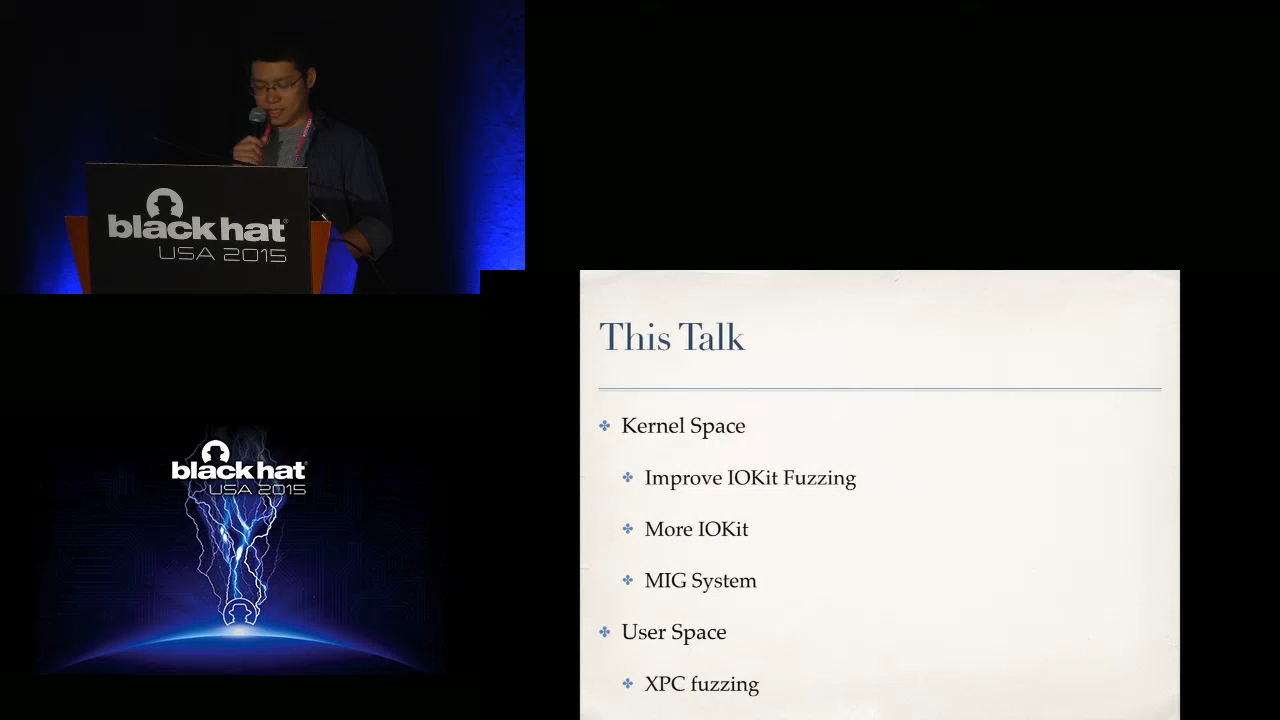 black hat®
USA 2015
black hat®
USA 2015
This Talk
Kernel Space
Improve IOKit Fuzzing
More IOKit
MIG System
User Space
XPC fuzzing